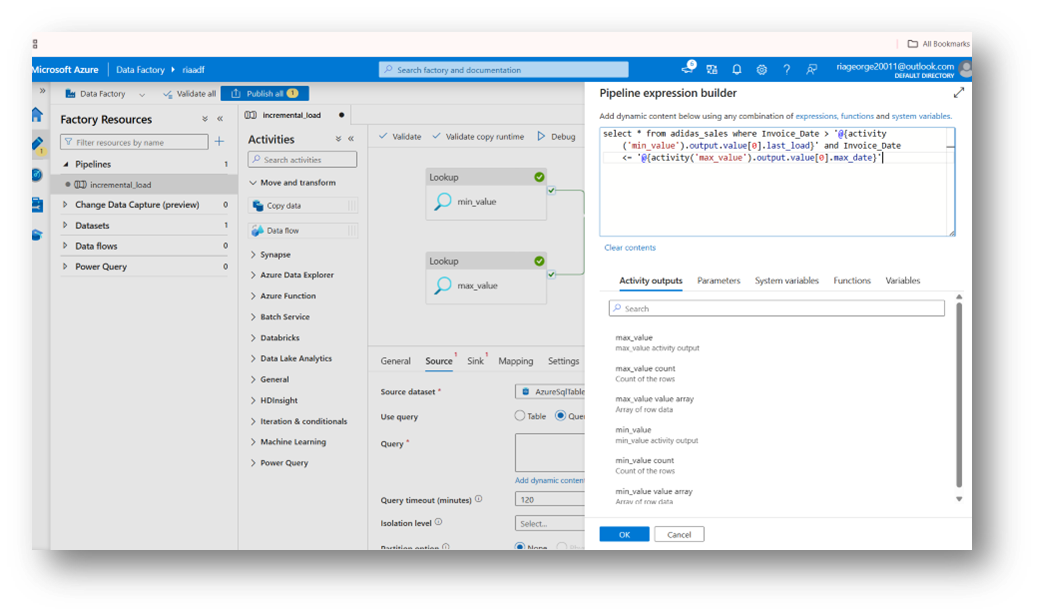 All Bookmarks
Microsoft Azure
Data Factory
riaadf
Search factory and documentation
5
riageorge20011@outlook.com
DEFAULT DIRECTORY
Data Factory
Validate all
Publish all
1
Factory Resources
Filter resources by name
Pipelines
1
incremental_load
Change Data Capture (preview)
0
Datasets
1
Data flows
0
Power Query
0
incremental_load
Activities
Search activities
Move and transform
Copy data
Data flow
Synapse
Azure Data Explorer
Azure Function
Batch Service
Databricks
Data Lake Analytics
General
HDInsight
Iteration & conditionals
Machine Learning
Power Query
Validate
Validate copy runtime
Debug
Lookup
min_value
Lookup
max_value
General
Source 1
Sink 1
Mapping
Settings
Source dataset *
AzureSqlTable
Use query
Table
Query *
Add dynamic content
Query timeout (minutes)
120
Isolation level
Select...
Partition option
None
Pipeline expression builder
Add dynamic content below using any combination of expressions, functions and system variables.
select * from adidas_sales where Invoice_Date > '@{activity
('min_value').output.value[0].last_load}' and Invoice_Date
<= '@{activity('max_value').output.value[0].max_date}'
Clear contents
Activity outputs
Parameters
System variables
Functions
Variables
Search
max_value
max_value activity output
max_value count
Count of the rows
max_value value array
Array of row data
min_value
min_value activity output
min_value count
Count of the rows
min_value value array
Array of row data
OK
Cancel